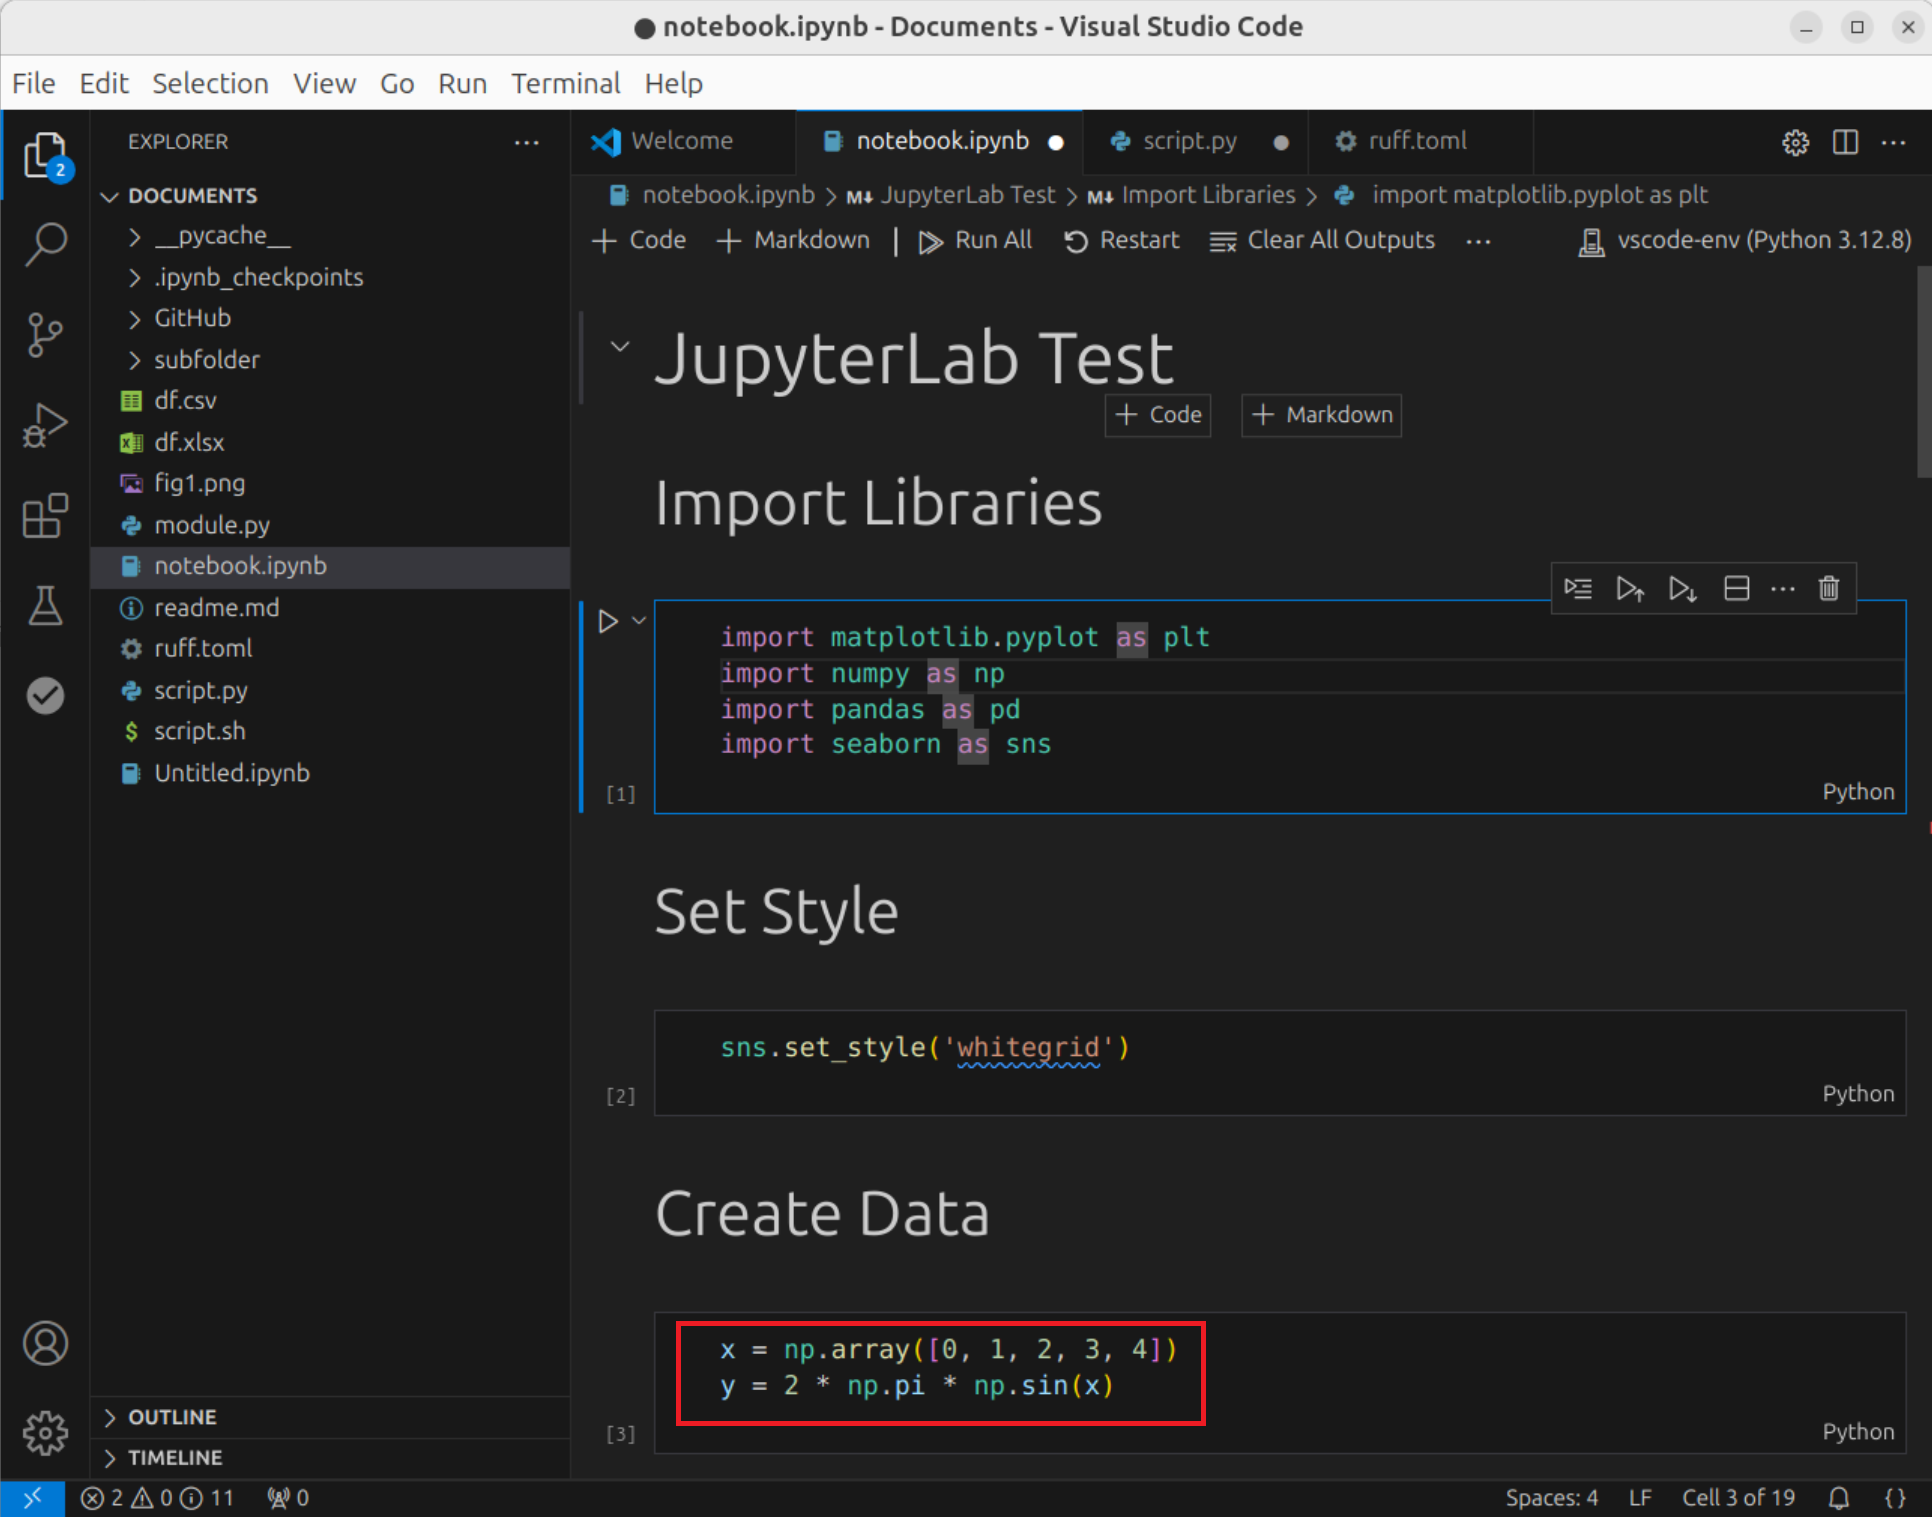 ● notebook.ipynb - Documents - Visual Studio Code
File Edit Selection View Go Run Terminal Help
2
EXPLORER
DOCUMENTS
__pycache__
.ipynb_checkpoints
GitHub
subfolder
df.csv
df.xlsx
fig1.png
module.py
notebook.ipynb
readme.md
ruff.toml
script.py
script.sh
Untitled.ipynb
OUTLINE
TIMELINE
Welcome notebook.ipynb ● script.py ● ruff.toml
notebook.ipynb > M↓ JupyterLab Test > M↓ Import Libraries > import matplotlib.pyplot as plt
+ Code + Markdown | Run All Restart Clear All Outputs ··· vscode-env (Python 3.12.8)
JupyterLab Test
+ Code + Markdown
Import Libraries
import matplotlib.pyplot as plt
import numpy as np
import pandas as pd
import seaborn as sns
[1] Python
Set Style
sns.set_style('whitegrid')
[2] Python
Create Data
x = np.array([0, 1, 2, 3, 4])
y = 2 * np.pi * np.sin(x)
[3] Python
2 0 11 0 Spaces: 4 LF Cell 3 of 19 {}